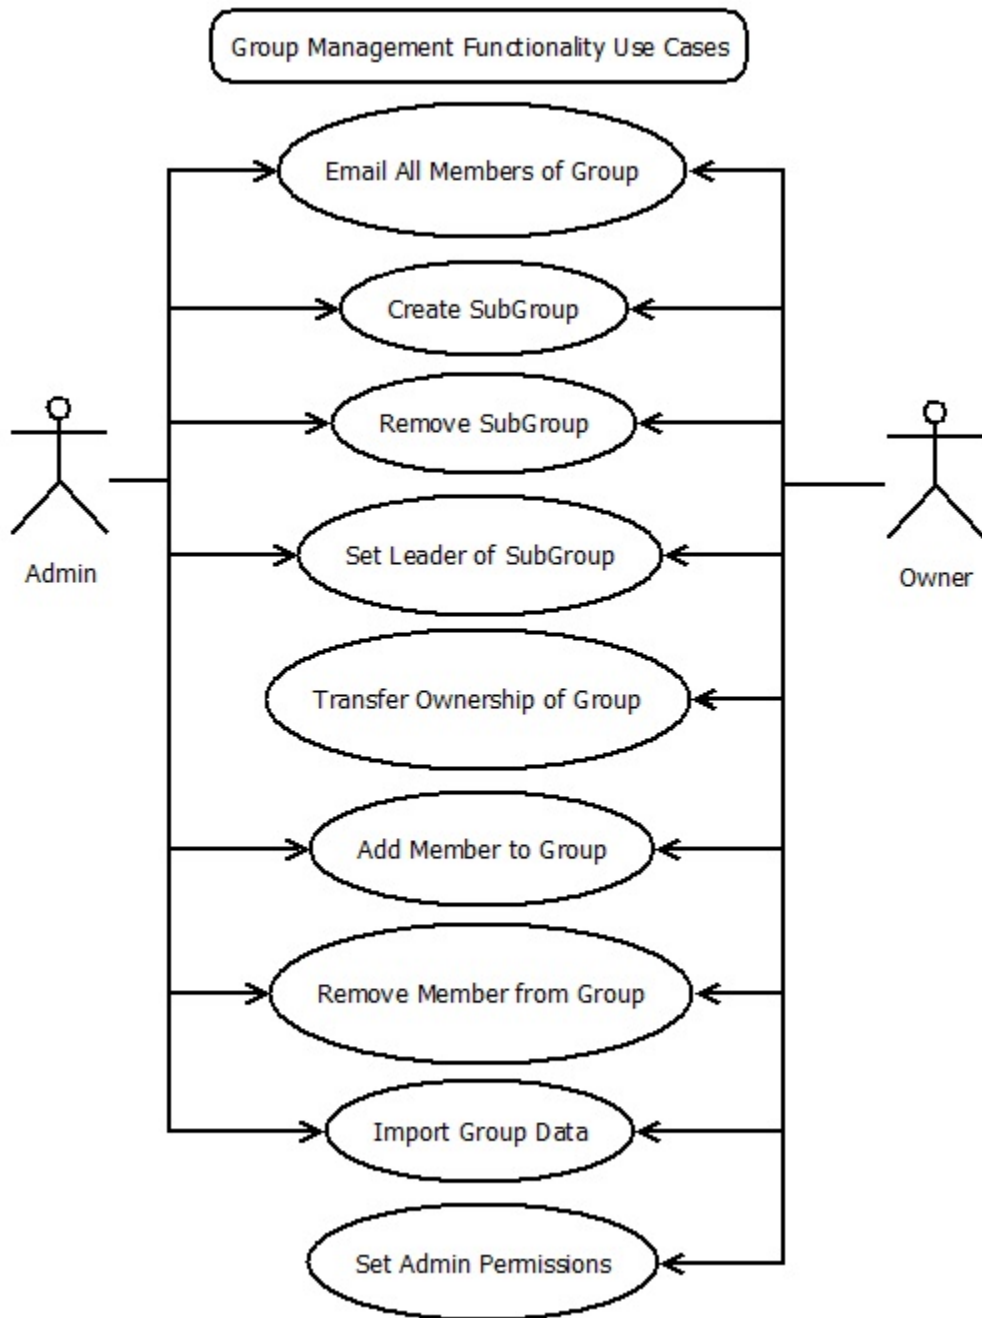 Group Management Functionality Use Cases
Email All Members of Group
Create SubGroup
Remove SubGroup
Set Leader of SubGroup
Admin
Owner
Transfer Ownership of Group
Add Member to Group
Remove Member from Group
Import Group Data
Set Admin Permissions